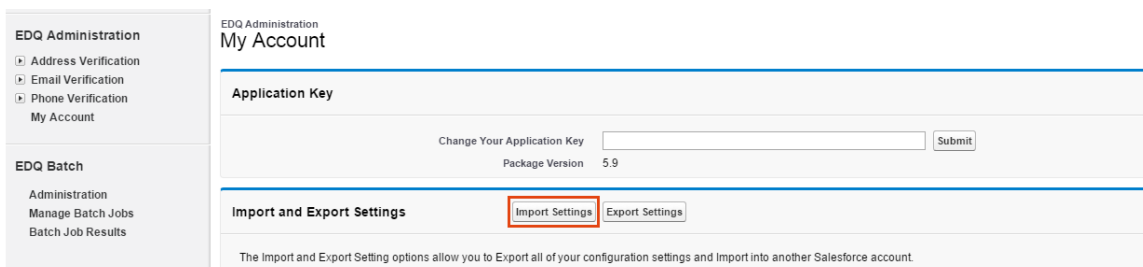 EDQ Administration
Address Verification
Email Verification
Phone Verification
My Account
EDQ Batch
Administration
Manage Batch Jobs
Batch Job Results
EDQ Administration
My Account
Application Key
Change Your Application Key Submit
Package Version 5.9
Import and Export Settings Import Settings Export Settings
The Import and Export Setting options allow you to Export all of your configuration settings and Import into another Salesforce account.